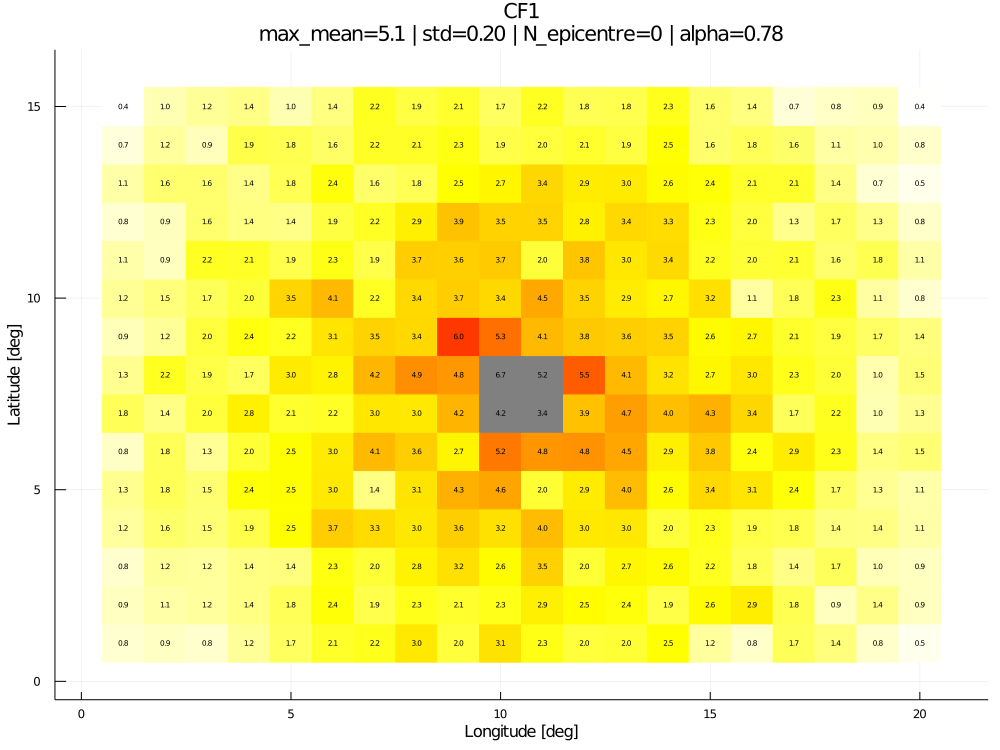 CF1
max_mean=5.1 | std=0.20 | N_epicentre=0 | alpha=0.78
15
0.4 1.0 1.2 1.4 1.0 1.4 2.2 1.9 2.1 1.7 2.2 1.8 1.8 2.3 1.6 1.4 0.7 0.8 0.9 0.4
0.7 1.2 0.9 1.9 1.8 1.6 2.2 2.1 2.3 1.9 2.0 2.1 1.9 2.5 1.6 1.8 1.6 1.1 1.0 0.8
1.1 1.6 1.6 1.4 1.8 2.4 1.6 1.8 2.5 2.7 3.4 2.9 3.0 2.6 2.4 2.1 2.1 1.4 0.7 0.5
0.8 0.9 1.6 1.4 1.4 1.9 2.2 2.9 3.9 3.5 3.5 2.8 3.4 3.3 2.3 2.0 1.3 1.7 1.3 0.8
1.1 0.9 2.2 2.1 1.9 2.3 1.9 3.7 3.6 3.7 2.0 3.8 3.0 3.4 2.2 2.0 2.1 1.6 1.8 1.1
10
1.2 1.5 1.7 2.0 3.5 4.1 2.2 3.4 3.7 3.4 4.5 3.5 2.9 2.7 3.2 1.1 1.8 2.3 1.1 0.8
0.9 1.2 2.0 2.4 2.2 3.1 3.5 3.4 6.0 5.3 4.1 3.8 3.6 3.5 2.6 2.7 2.1 1.9 1.7 1.4
1.3 2.2 1.9 1.7 3.0 2.8 4.2 4.9 4.8 6.7 5.2 5.5 4.1 3.2 2.7 3.0 2.3 2.0 1.0 1.5
1.8 1.4 2.0 2.8 2.1 2.2 3.0 3.0 4.2 4.2 3.4 3.9 4.7 4.0 4.3 3.4 1.7 2.2 1.0 1.3
0.8 1.8 1.3 2.0 2.5 3.0 4.1 3.6 2.7 5.2 4.8 4.8 4.5 2.9 3.8 2.4 2.9 2.3 1.4 1.5
5
1.3 1.8 1.5 2.4 2.5 3.0 1.4 3.1 4.3 4.6 2.0 2.9 4.0 2.6 3.4 3.1 2.4 1.7 1.3 1.1
1.2 1.6 1.5 1.9 2.5 3.7 3.3 3.0 3.6 3.2 4.0 3.0 3.0 2.0 2.3 1.9 1.8 1.4 1.4 1.1
0.8 1.2 1.2 1.4 1.4 2.3 2.0 2.8 3.2 2.6 3.5 2.0 2.7 2.6 2.2 1.8 1.4 1.7 1.0 0.9
0.9 1.1 1.2 1.4 1.8 2.4 1.9 2.3 2.1 2.3 2.9 2.5 2.4 1.9 2.6 2.9 1.8 0.9 1.4 0.9
0.8 0.9 0.8 1.2 1.7 2.1 2.2 3.0 2.0 3.1 2.3 2.0 2.0 2.5 1.2 0.8 1.7 1.4 0.8 0.5
0
Latitude [deg]
0 5 10 15 20
Longitude [deg]